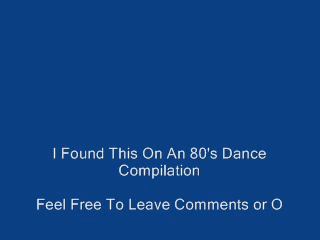 I Found This On An 80's Dance
Compilation
Feel Free To Leave Comments or O